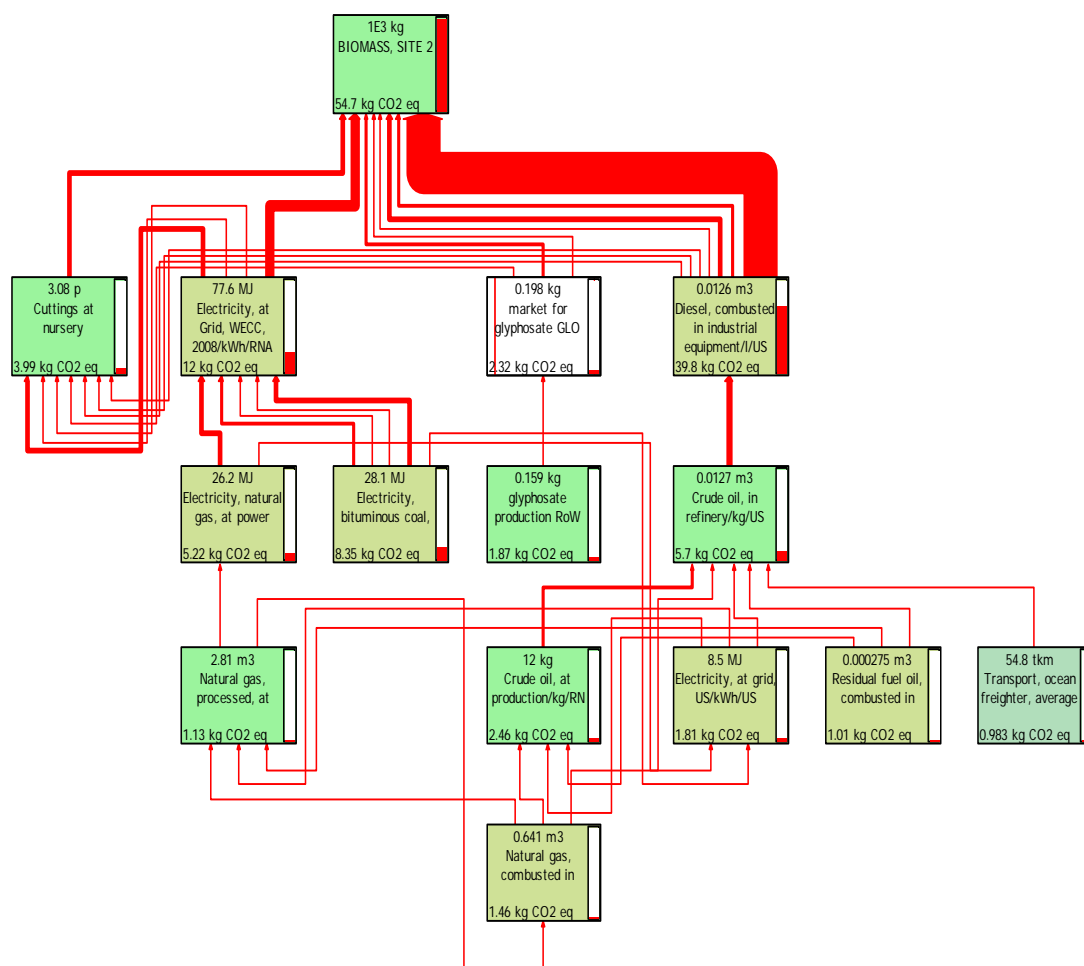 1E3 kg
BIOMASS, SITE 2
54.7 kg CO2 eq
3.08 p
Cuttings at
nursery
3.99 kg CO2 eq
77.6 MJ
Electricity, at
Grid, WECC,
2008/kWh/RNA
12 kg CO2 eq
0.198 kg
market for
glyphosate GLO
2.32 kg CO2 eq
0.0126 m3
Diesel, combusted
in industrial
equipment/l/US
39.8 kg CO2 eq
26.2 MJ
Electricity, natural
gas, at power
5.22 kg CO2 eq
28.1 MJ
Electricity,
bituminous coal,
8.35 kg CO2 eq
0.159 kg
glyphosate
production RoW
1.87 kg CO2 eq
0.0127 m3
Crude oil, in
refinery/kg/US
5.7 kg CO2 eq
2.81 m3
Natural gas,
processed, at
1.13 kg CO2 eq
12 kg
Crude oil, at
production/kg/RN
2.46 kg CO2 eq
8.5 MJ
Electricity, at grid,
US/kWh/US
1.81 kg CO2 eq
0.000275 m3
Residual fuel oil,
combusted in
1.01 kg CO2 eq
54.8 tkm
Transport, ocean
freighter, average
0.983 kg CO2 eq
0.641 m3
Natural gas,
combusted in
1.46 kg CO2 eq